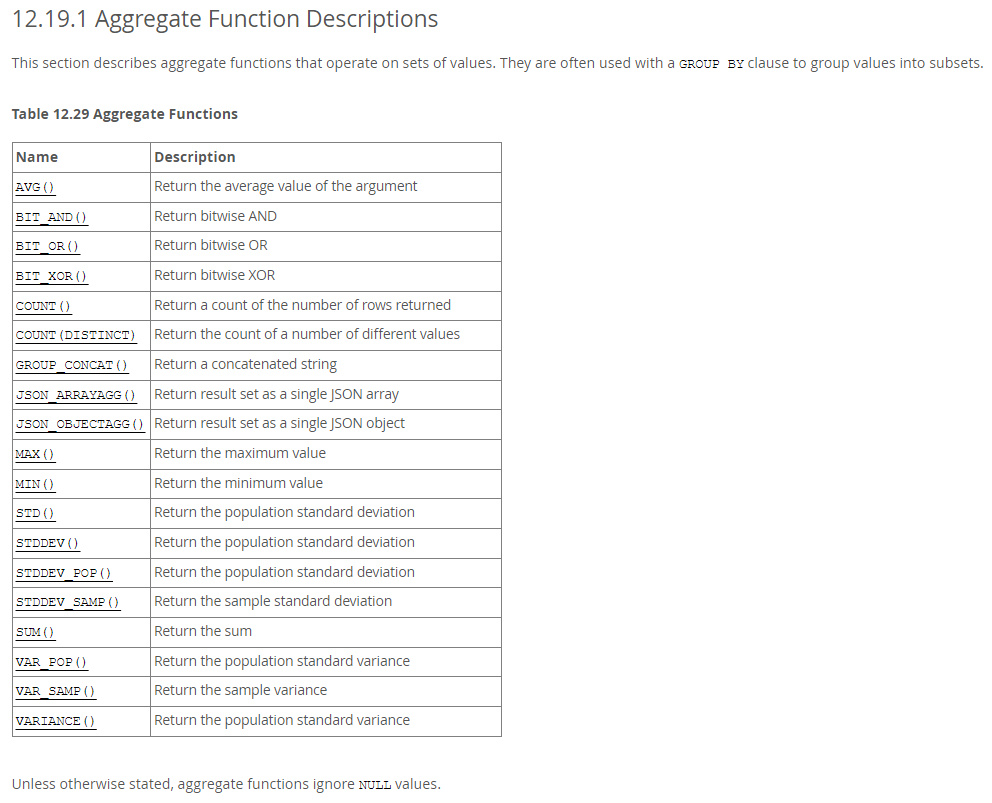 12.19.1 Aggregate Function Descriptions
This section describes aggregate functions that operate on sets of values. They are often used with a GROUP BY clause to group values into subsets.
Table 12.29 Aggregate Functions
Name Description
AVG() Return the average value of the argument
BIT_AND() Return bitwise AND
BIT_OR() Return bitwise OR
BIT_XOR() Return bitwise XOR
COUNT() Return a count of the number of rows returned
COUNT(DISTINCT) Return the count of a number of different values
GROUP_CONCAT() Return a concatenated string
JSON_ARRAYAGG() Return result set as a single JSON array
JSON_OBJECTAGG() Return result set as a single JSON object
MAX() Return the maximum value
MIN() Return the minimum value
STD() Return the population standard deviation
STDDEV() Return the population standard deviation
STDDEV_POP() Return the population standard deviation
STDDEV_SAMP() Return the sample standard deviation
SUM() Return the sum
VAR_POP() Return the population standard variance
VAR_SAMP() Return the sample variance
VARIANCE() Return the population standard variance
Unless otherwise stated, aggregate functions ignore NULL values.